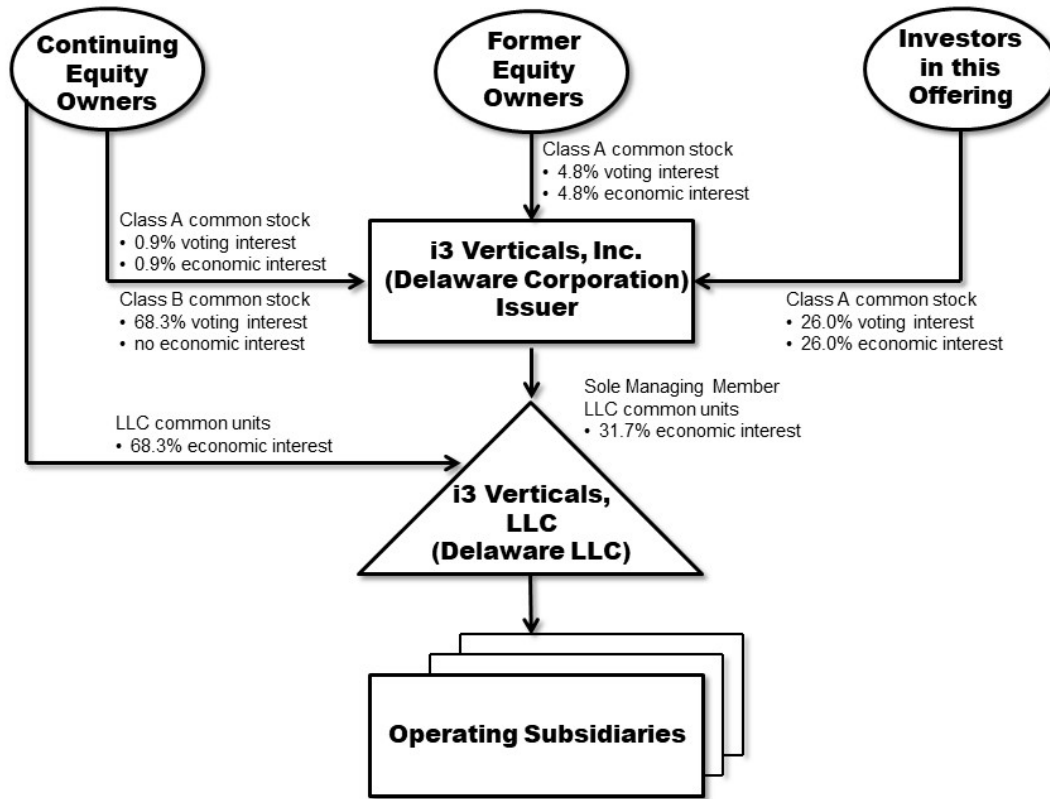 Continuing
Equity
Owners
Former
Equity
Owners
Investors
in this
Offering
Class A common stock
• 4.8% voting interest
• 4.8% economic interest
Class A common stock
• 0.9% voting interest
• 0.9% economic interest
Class B common stock
• 68.3% voting interest
• no economic interest
i3 Verticals, Inc.
(Delaware Corporation)
Issuer
Class A common stock
• 26.0% voting interest
• 26.0% economic interest
Sole Managing Member
LLC common units
• 31.7% economic interest
LLC common units
• 68.3% economic interest
i3 Verticals,
LLC
(Delaware LLC)
Operating Subsidiaries